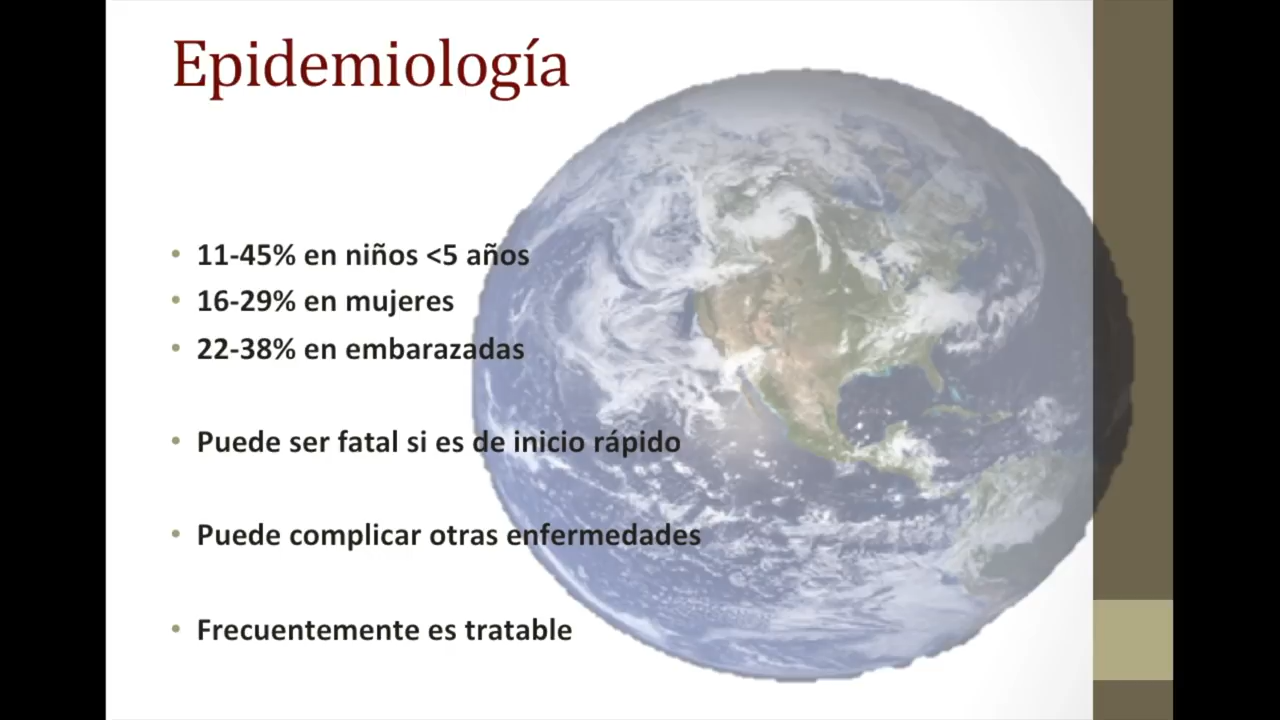 Epidemiología
• 11-45% en niños <5 años
• 16-29% en mujeres
• 22-38% en embarazadas
• Puede ser fatal si es de inicio rápido
• Puede complicar otras enfermedades
• Frecuentemente es tratable